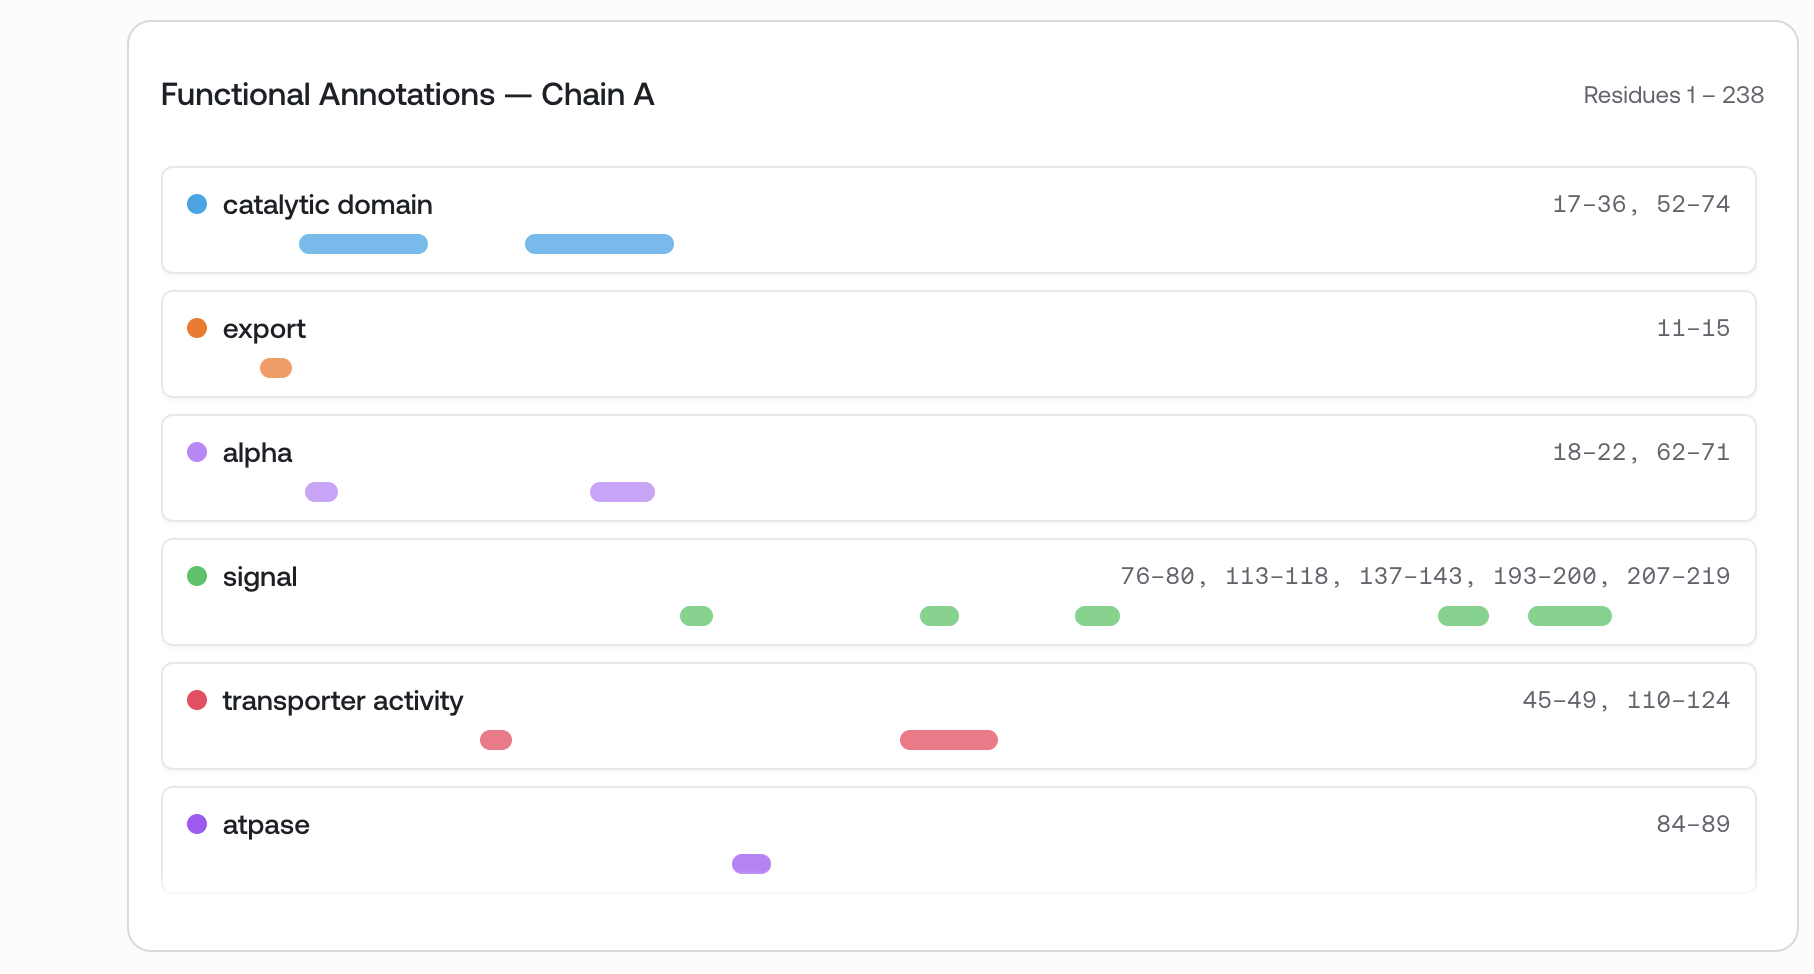 Functional Annotations — Chain A
Residues 1 – 238
catalytic domain
17–36, 52–74
export
11–15
alpha
18–22, 62–71
signal
76–80, 113–118, 137–143, 193–200, 207–219
transporter activity
45–49, 110–124
atpase
84–89